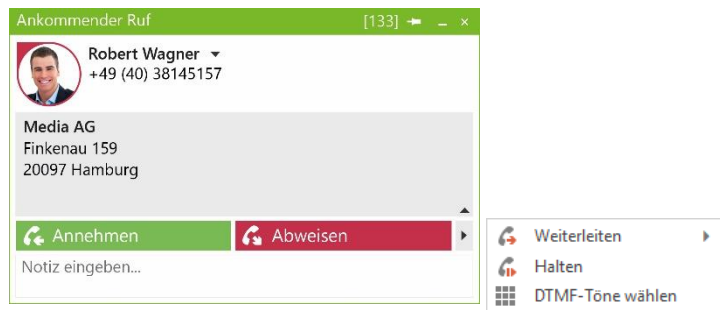 Ankommender Ruf [133]
Robert Wagner
+49 (40) 38145157
Media AG
Finkenau 159
20097 Hamburg
Annehmen Abweisen
Notiz eingeben...
Weiterleiten
Halten
DTMF-Töne wählen